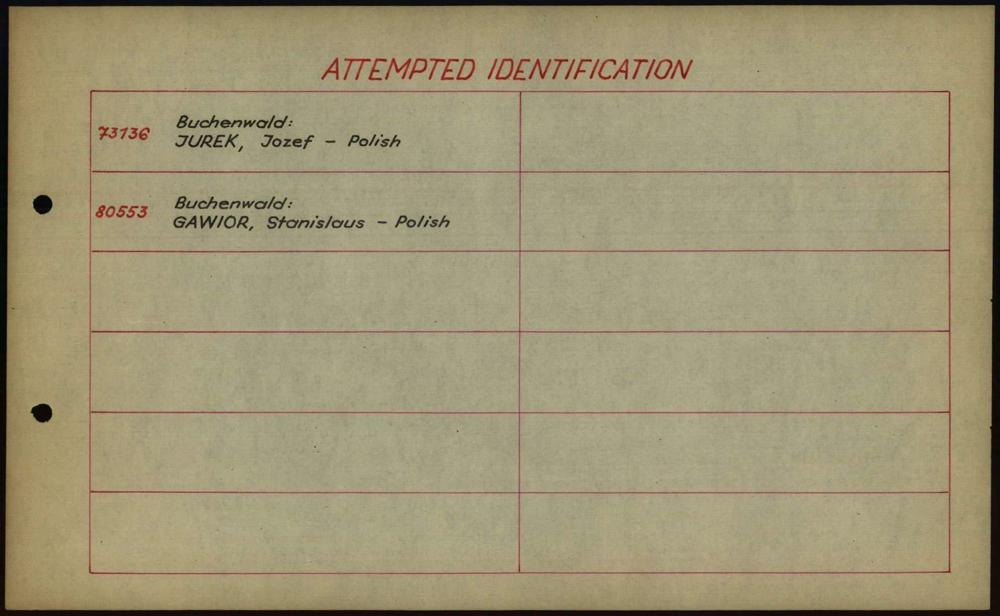 ATTEMPTED IDENTIFICATION
73136 Buchenwald:
JUREK, Jozef - Polish
80553 Buchenwald:
GAWIOR, Stanislaus - Polish